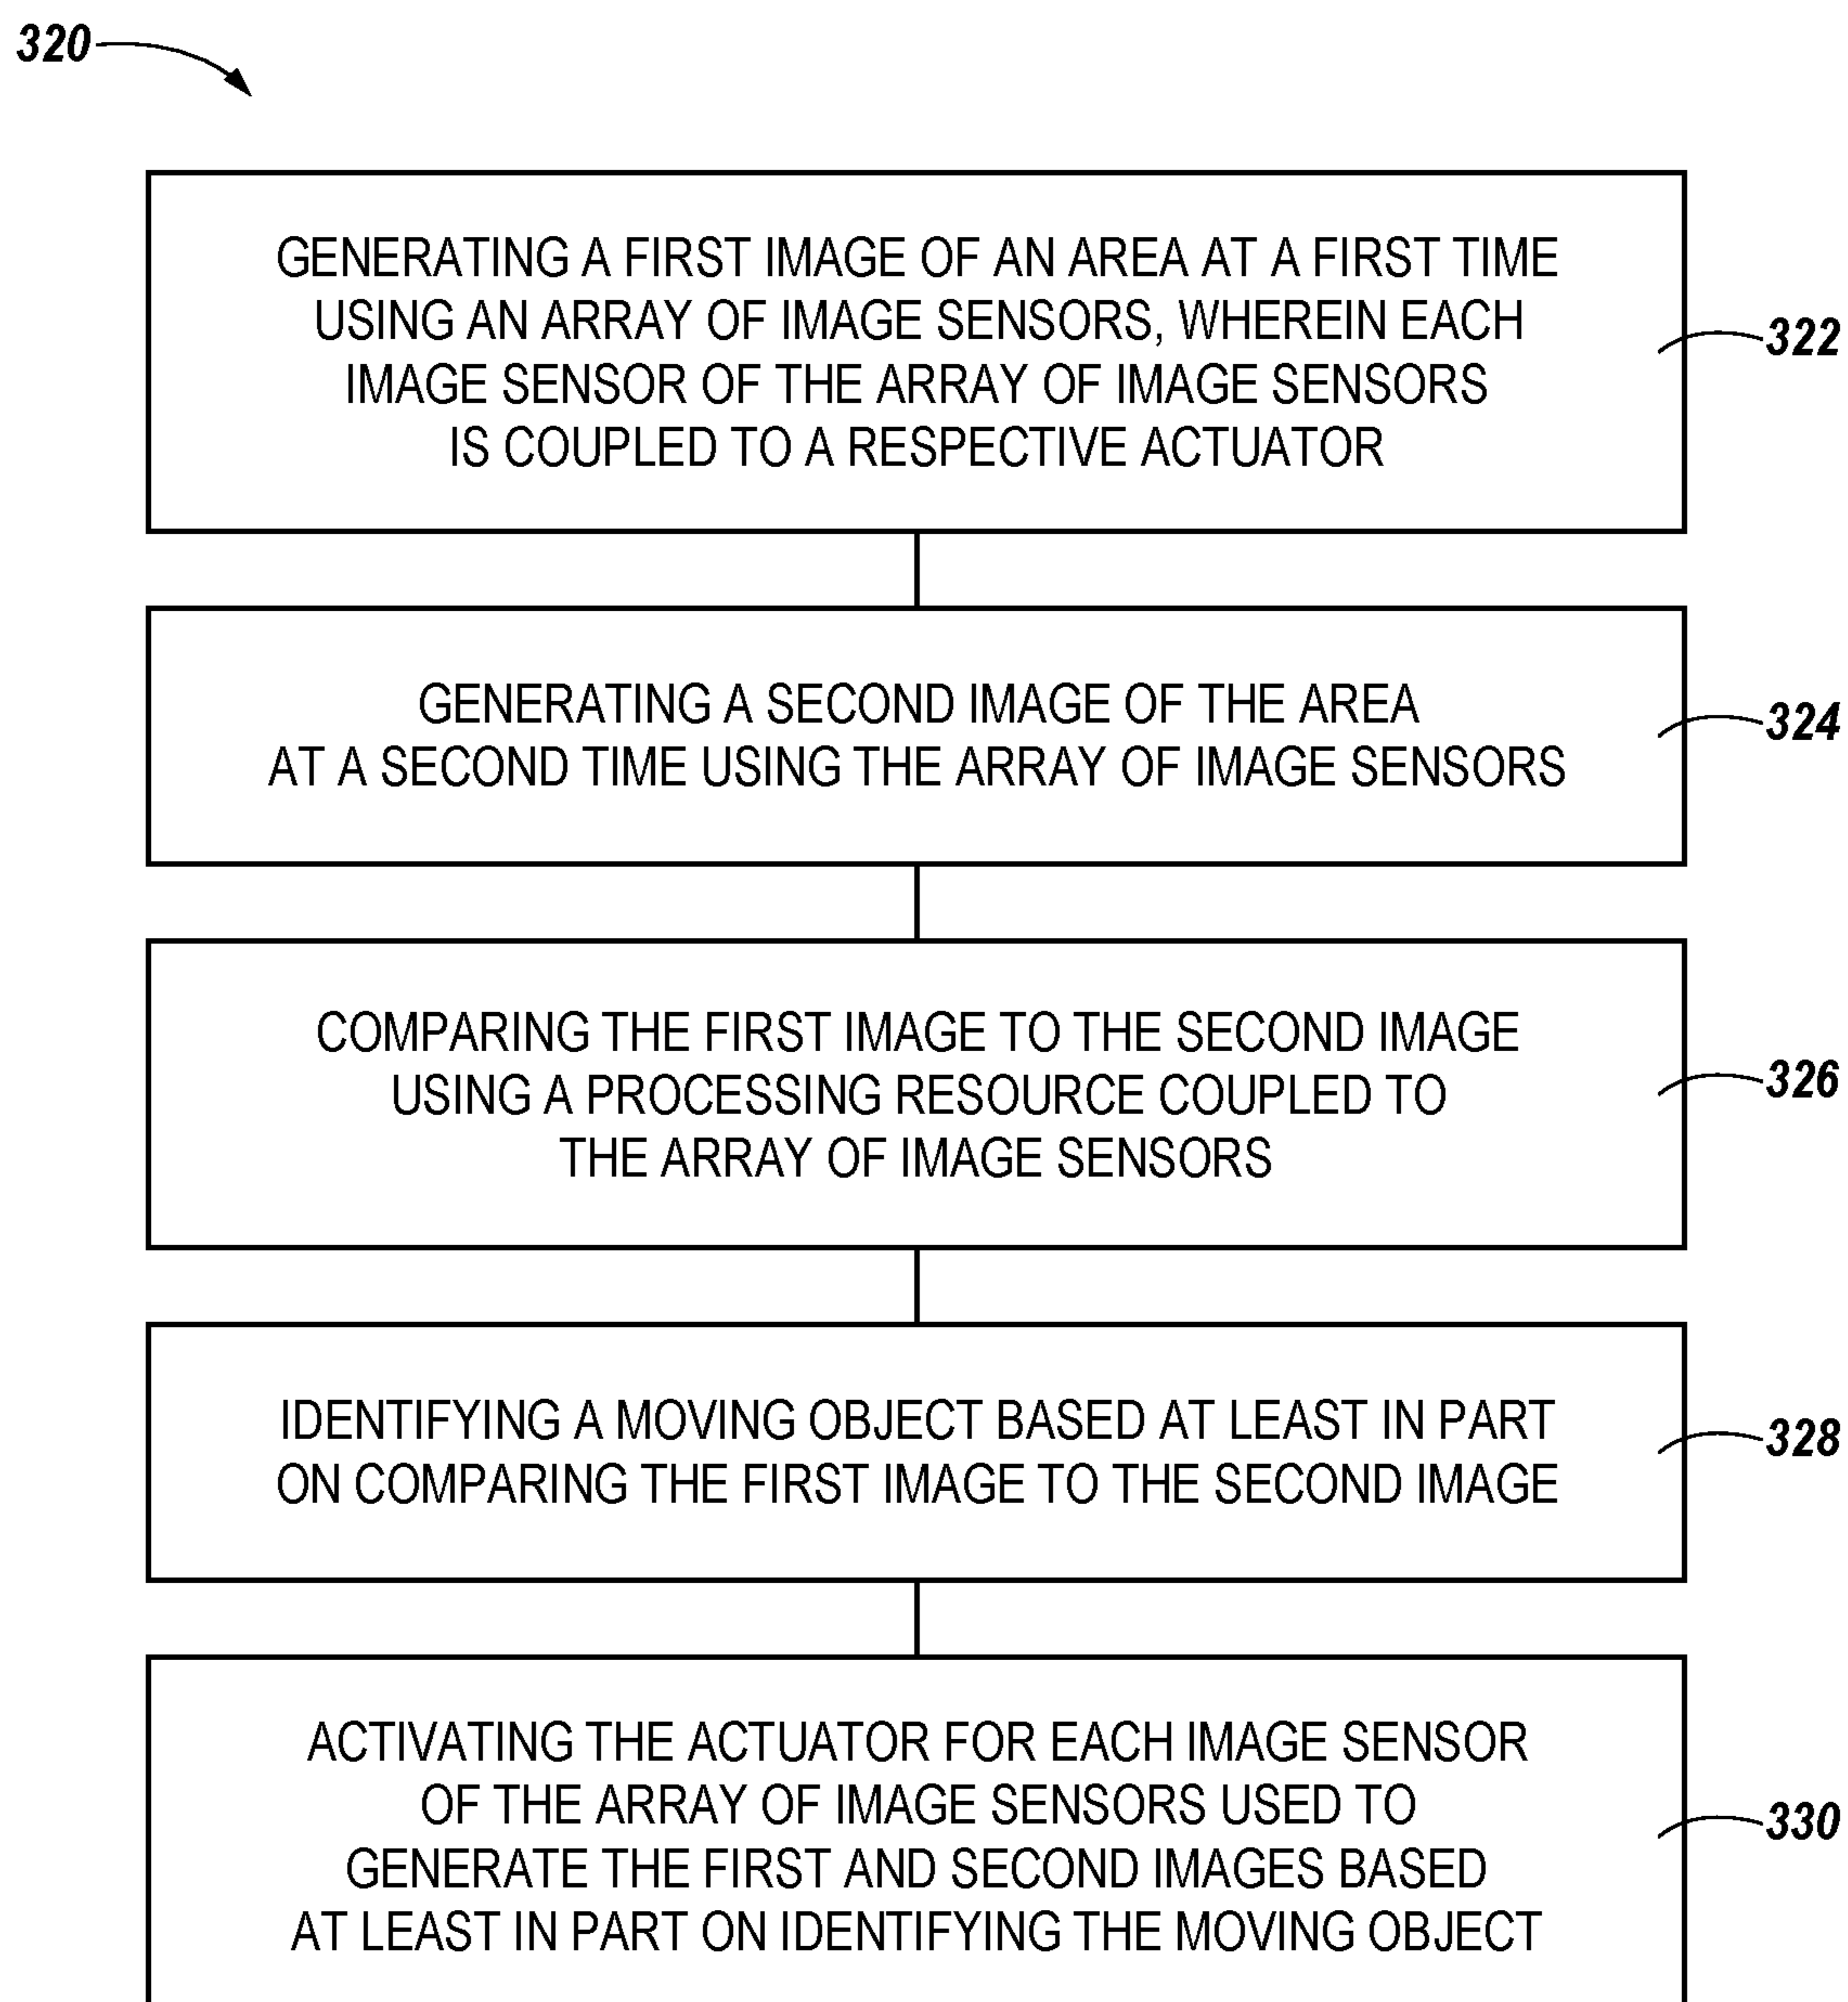 320
GENERATING A FIRST IMAGE OF AN AREA AT A FIRST TIME
USING AN ARRAY OF IMAGE SENSORS, WHEREIN EACH
IMAGE SENSOR OF THE ARRAY OF IMAGE SENSORS
IS COUPLED TO A RESPECTIVE ACTUATOR
322
GENERATING A SECOND IMAGE OF THE AREA
AT A SECOND TIME USING THE ARRAY OF IMAGE SENSORS
324
COMPARING THE FIRST IMAGE TO THE SECOND IMAGE
USING A PROCESSING RESOURCE COUPLED TO
THE ARRAY OF IMAGE SENSORS
326
IDENTIFYING A MOVING OBJECT BASED AT LEAST IN PART
ON COMPARING THE FIRST IMAGE TO THE SECOND IMAGE
328
ACTIVATING THE ACTUATOR FOR EACH IMAGE SENSOR
OF THE ARRAY OF IMAGE SENSORS USED TO
GENERATE THE FIRST AND SECOND IMAGES BASED
AT LEAST IN PART ON IDENTIFYING THE MOVING OBJECT
330